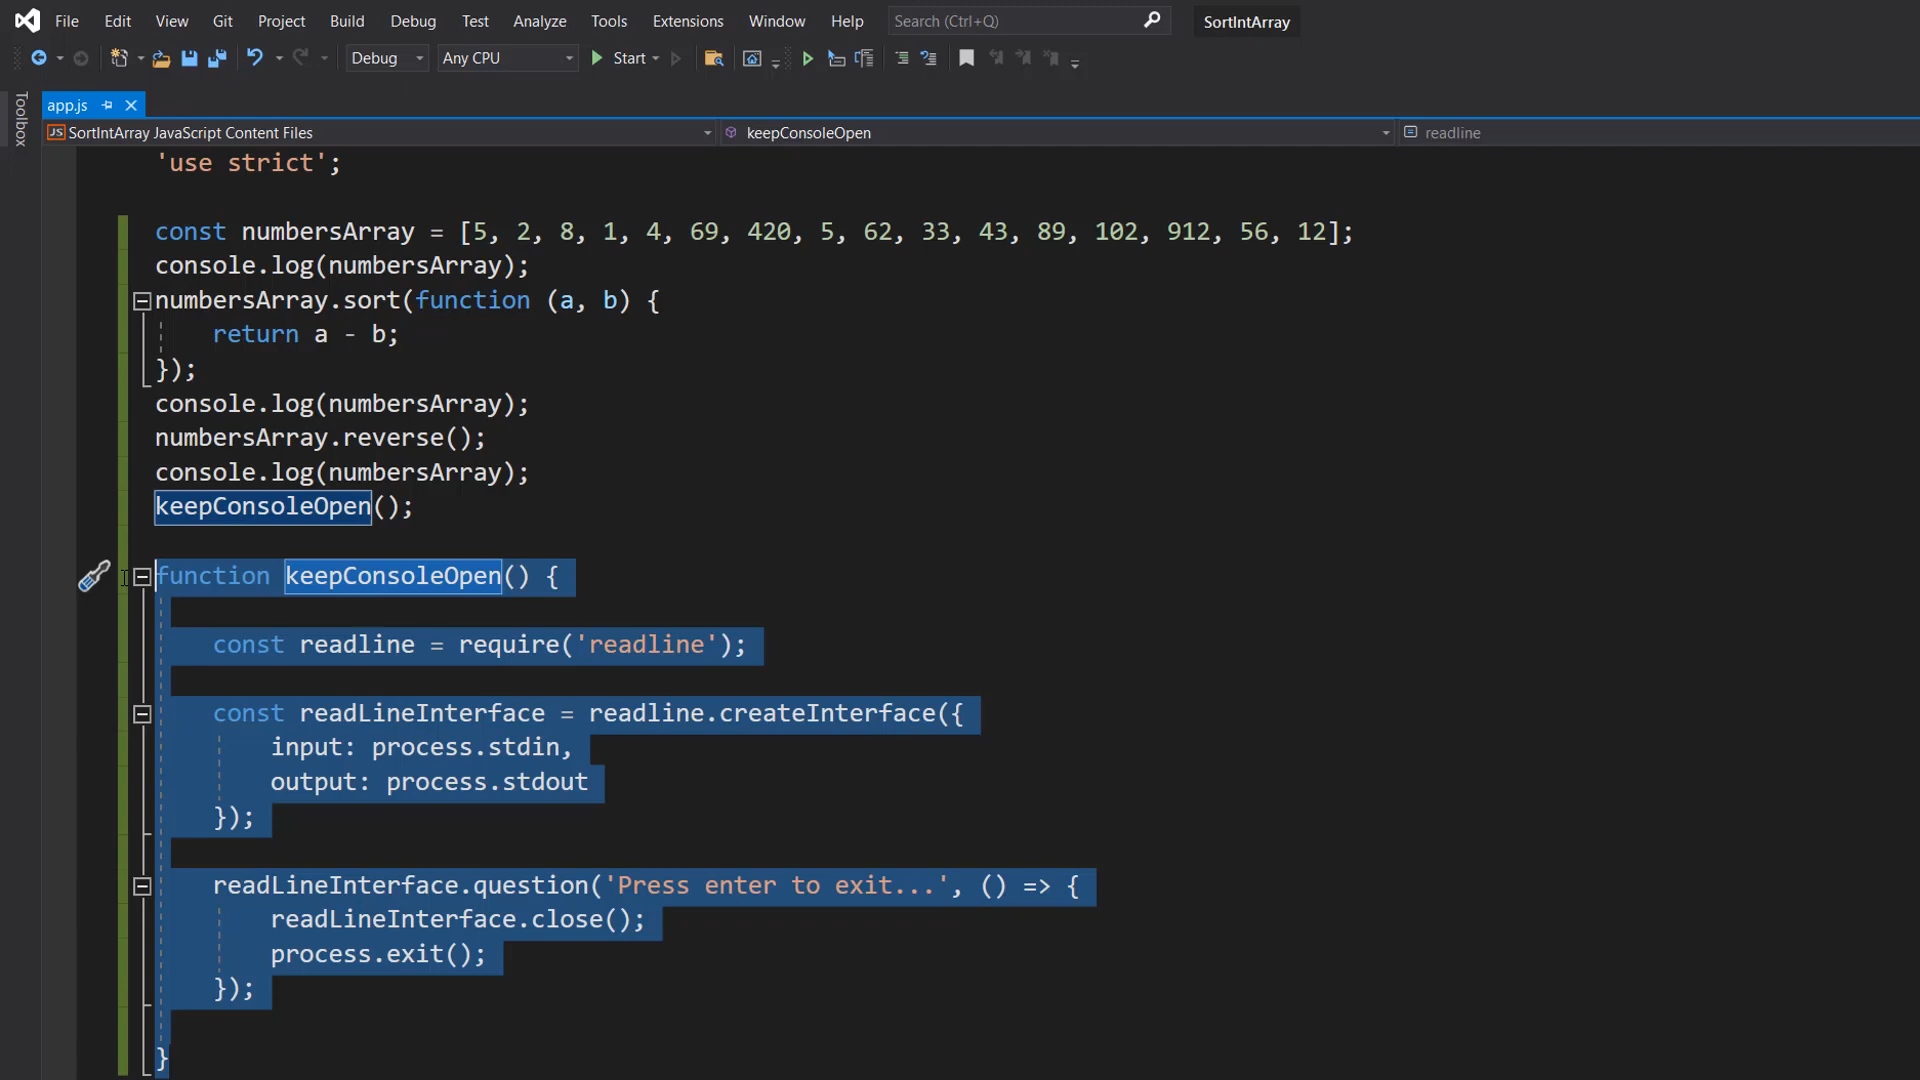 File Edit View Git Project Build Debug Test Analyze Tools Extensions Window Help Search (Ctrl+Q) SortIntArray
Debug Any CPU Start
Toolbox
app.js
JS SortIntArray JavaScript Content Files keepConsoleOpen readline
'use strict';
const numbersArray = [5, 2, 8, 1, 4, 69, 420, 5, 62, 33, 43, 89, 102, 912, 56, 12];
console.log(numbersArray);
numbersArray.sort(function (a, b) {
return a - b;
});
console.log(numbersArray);
numbersArray.reverse();
console.log(numbersArray);
keepConsoleOpen();
function keepConsoleOpen() {
const readline = require('readline');
const readLineInterface = readline.createInterface({
input: process.stdin,
output: process.stdout
});
readLineInterface.question('Press enter to exit...', () => {
readLineInterface.close();
process.exit();
});
}